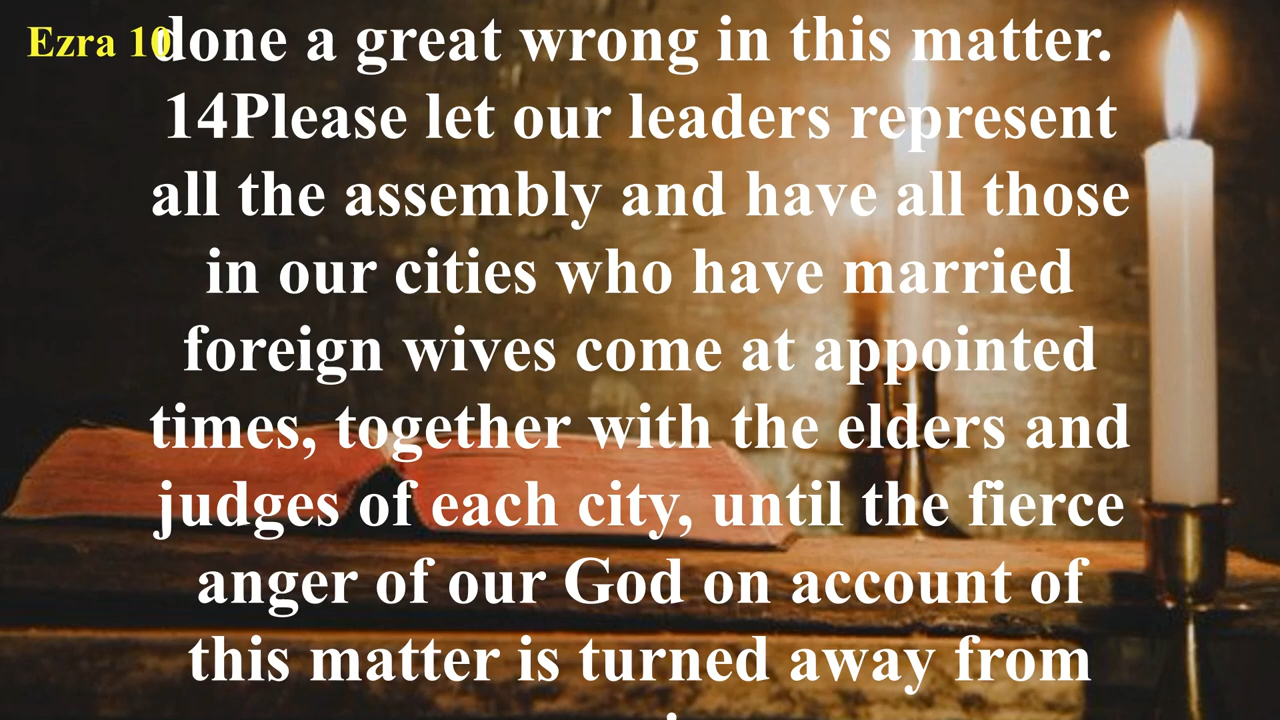 Ezra 10
done a great wrong in this matter.
14Please let our leaders represent
all the assembly and have all those
in our cities who have married
foreign wives come at appointed
times, together with the elders and
judges of each city, until the fierce
anger of our God on account of
this matter is turned away from